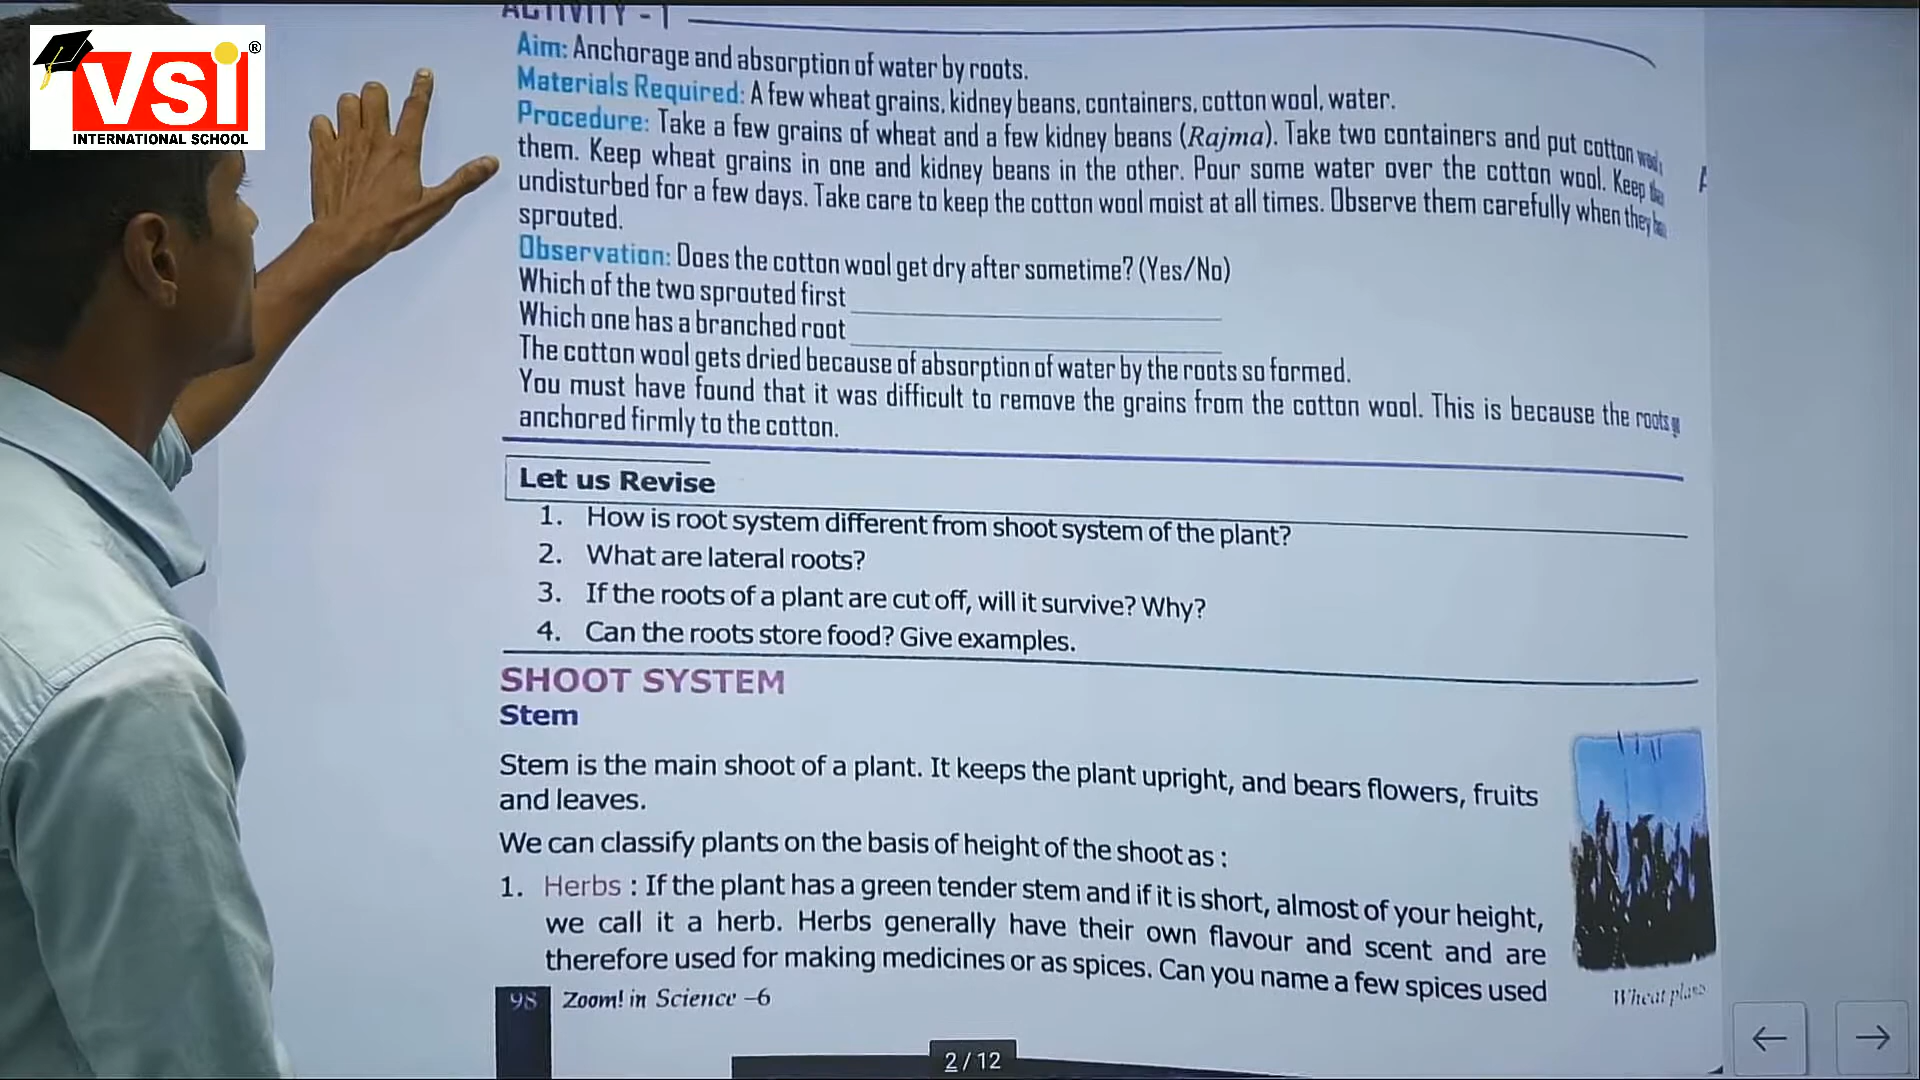 VSI ®
INTERNATIONAL SCHOOL
ACTIVITY - 1
Aim: Anchorage and absorption of water by roots.
Materials Required: A few wheat grains, kidney beans, containers, cotton wool, water.
Procedure: Take a few grains of wheat and a few kidney beans (Rajma). Take two containers and put cotton
them. Keep wheat grains in one and kidney beans in the other. Pour some water over the cotton wool. Keep
undisturbed for a few days. Take care to keep the cotton wool moist at all times. Observe them carefully when they
sprouted.
Observation: Does the cotton wool get dry after sometime? (Yes/No)
Which of the two sprouted first
Which one has a branched root
The cotton wool gets dried because of absorption of water by the roots so formed.
You must have found that it was difficult to remove the grains from the cotton wool. This is because the roots
anchored firmly to the cotton.
Let us Revise
1. How is root system different from shoot system of the plant?
2. What are lateral roots?
3. If the roots of a plant are cut off, will it survive? Why?
4. Can the roots store food? Give examples.
SHOOT SYSTEM
Stem
Stem is the main shoot of a plant. It keeps the plant upright, and bears flowers, fruits
and leaves.
We can classify plants on the basis of height of the shoot as :
1. Herbs : If the plant has a green tender stem and if it is short, almost of your height,
we call it a herb. Herbs generally have their own flavour and scent and are
therefore used for making medicines or as spices. Can you name a few spices used
Wheat
98 Zoom! in Science -6
2 / 12